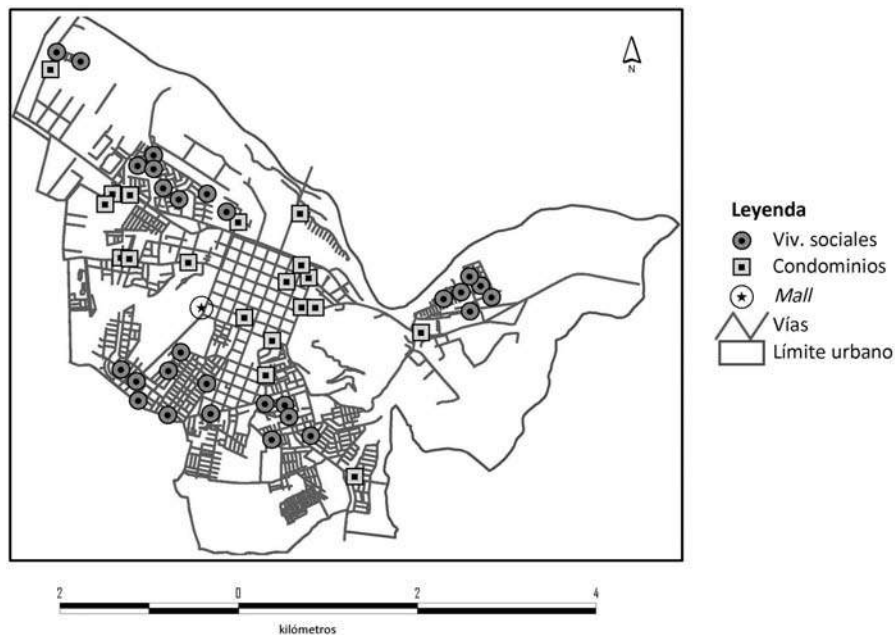 N
Leyenda
Viv. sociales
Condominios
Mall
Vías
Límite urbano
2 0 2 4
kilómetros